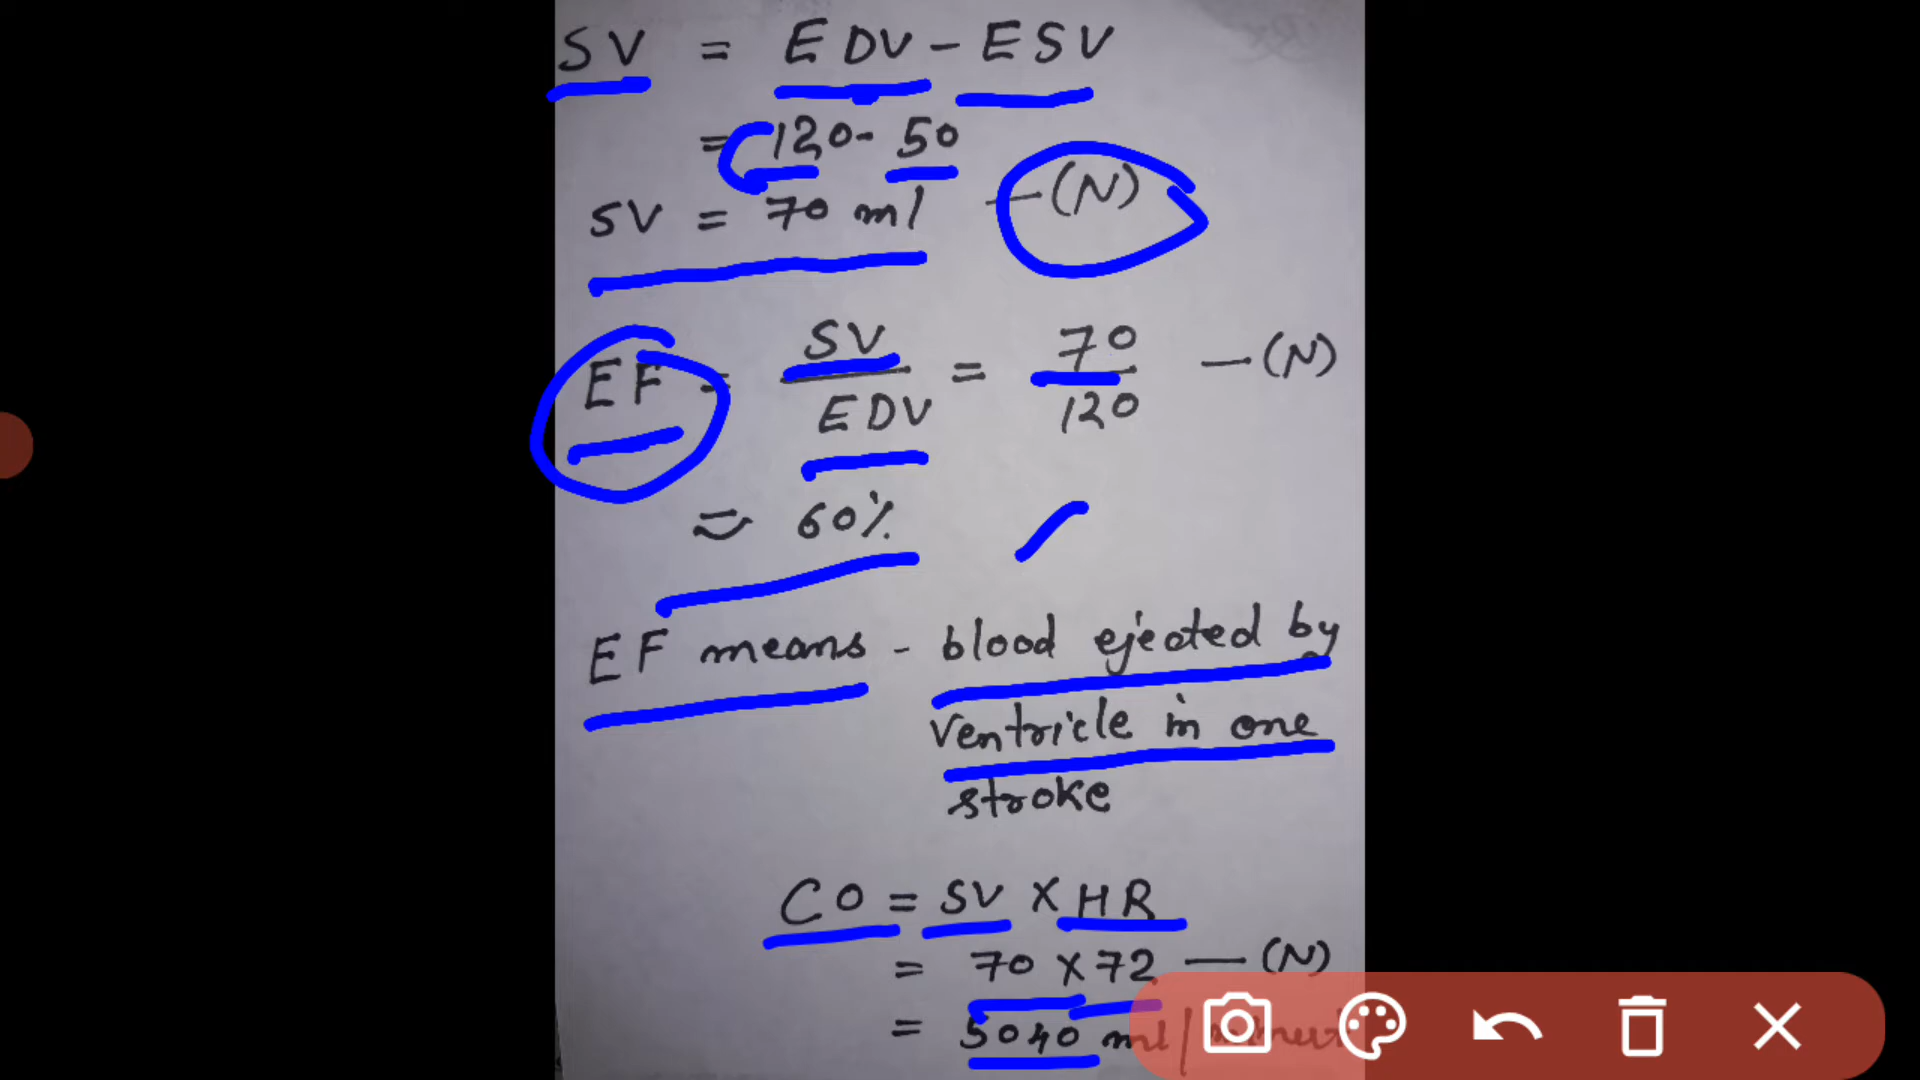 SV = EDV - ESV
= 120 - 50
SV = 70 ml — (N)
EF = SV / EDV = 70 / 120 — (N)
≈ 60%
EF means - blood ejected by
ventricle in one
stroke
CO = SV X HR
= 70 X 72 — (N)
= 5040 ml /